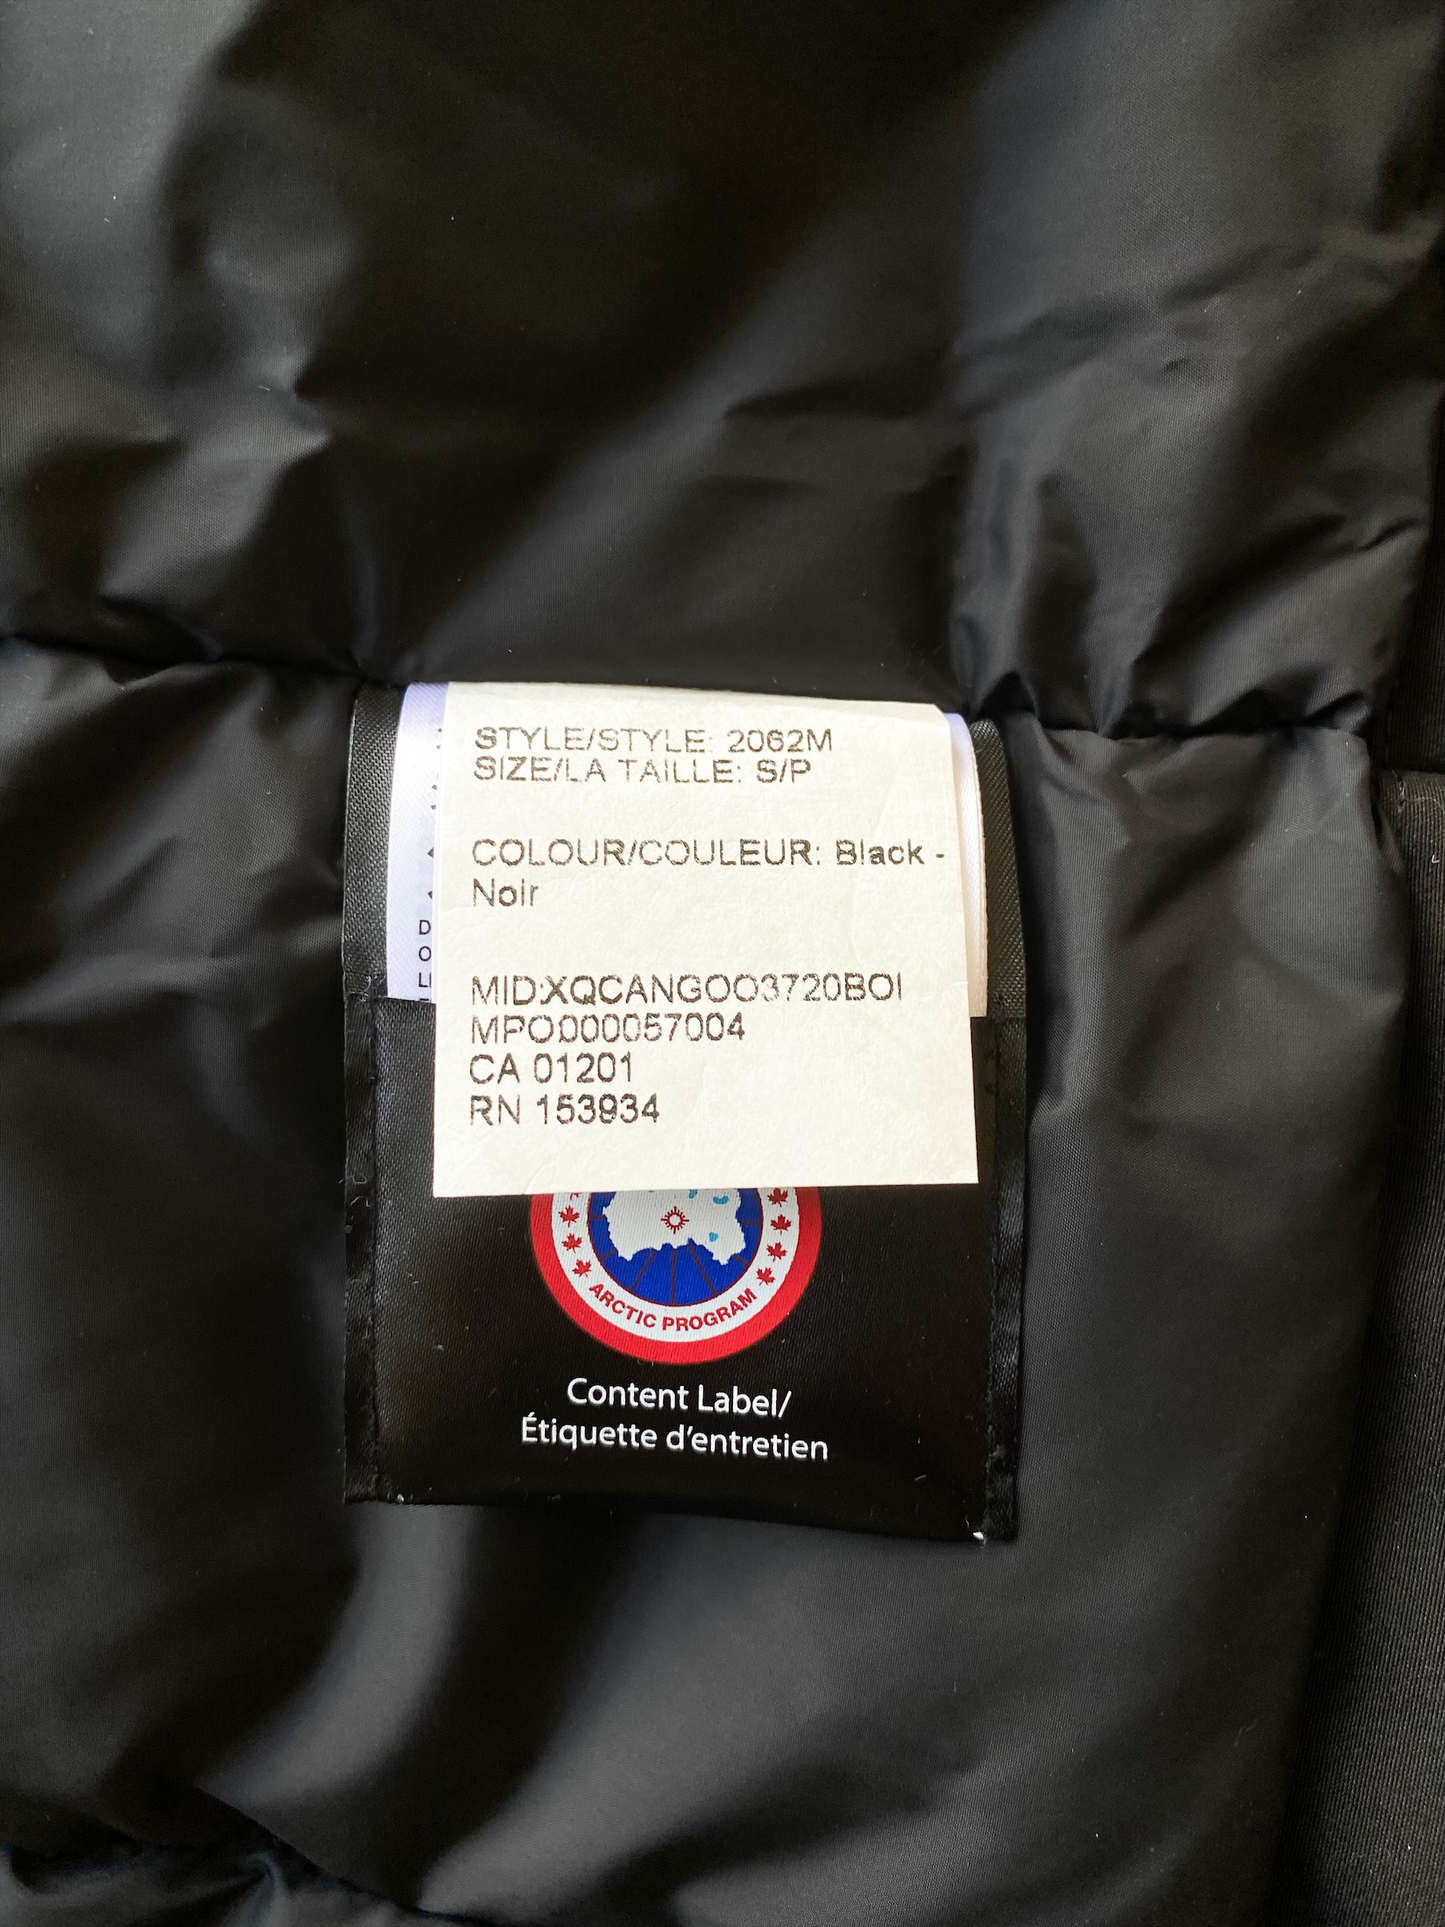 STYLE/STYLE: 2062M
SIZE/LA TAILLE: S/P
COLOUR/COULEUR: Black -
Noir
D
O
LI
MID:XQCANGOO3720BOI
MPO000057004
CA 01201
RN 153934
ARCTIC PROGRAM
Content Label/
Étiquette d'entretien